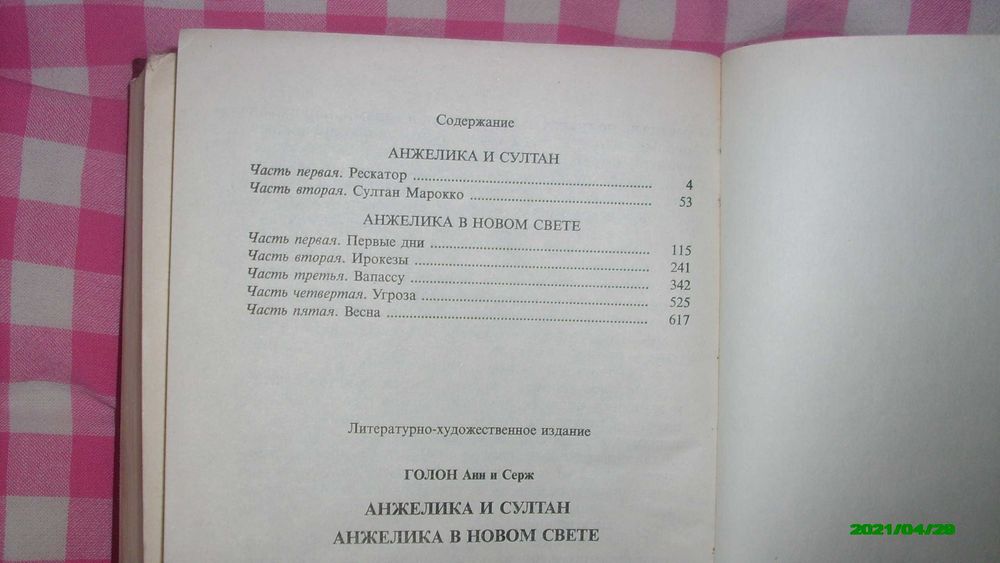 Содержание
АНЖЕЛИКА И СУЛТАН
Часть первая. Рескатор ........................................ 4
Часть вторая. Султан Марокко ........................................ 53
АНЖЕЛИКА В НОВОМ СВЕТЕ
Часть первая. Первые дни ........................................ 115
Часть вторая. Ирокезы ........................................ 241
Часть третья. Вапассу ........................................ 342
Часть четвертая. Угроза ........................................ 525
Часть пятая. Весна ........................................ 617
Литературно-художественное издание
ГОЛОН Анн и Серж
АНЖЕЛИКА И СУЛТАН
АНЖЕЛИКА В НОВОМ СВЕТЕ
2021/04/29